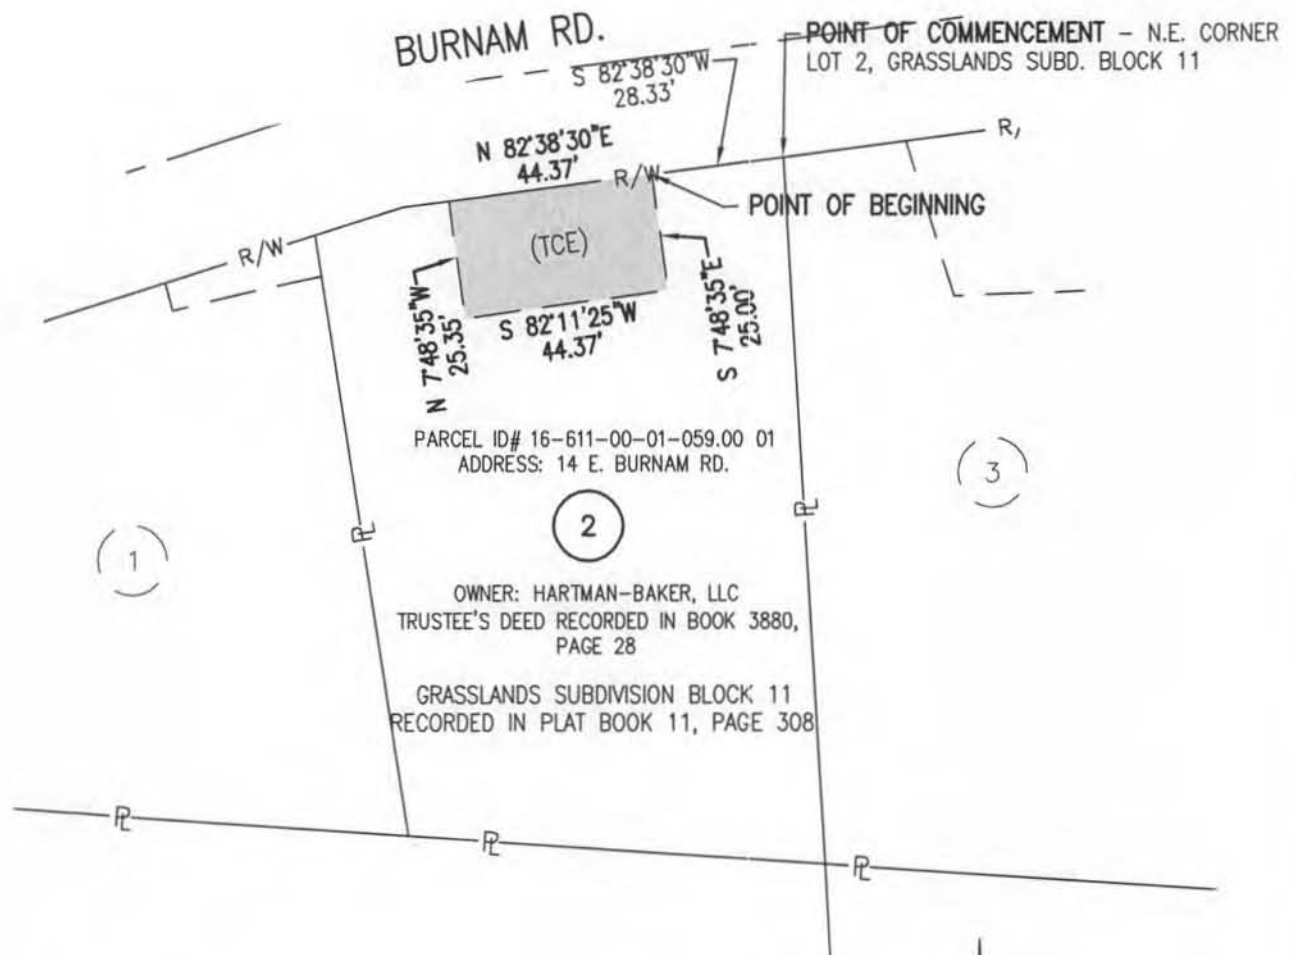 BURNAM RD.
POINT OF COMMENCEMENT - N.E. CORNER
LOT 2, GRASSLANDS SUBD. BLOCK 11
S 82°38'30"W
28.33'
N 82°38'30"E
44.37'
R/W
R/
POINT OF BEGINNING
(TCE)
R/W
N 7°48'35"W
25.35'
S 82°11'25"W
44.37'
S 7°48'35"E
25.00'
PARCEL ID# 16-611-00-01-059.00 01
ADDRESS: 14 E. BURNAM RD.
3
PL
2
PL
1
OWNER: HARTMAN-BAKER, LLC
TRUSTEE'S DEED RECORDED IN BOOK 3880,
PAGE 28
GRASSLANDS SUBDIVISION BLOCK 11
RECORDED IN PLAT BOOK 11, PAGE 308
PL
PL
PL